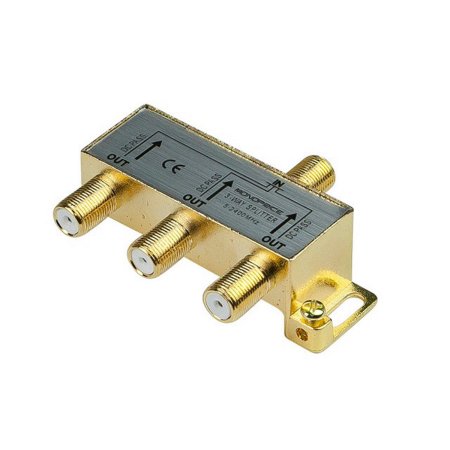 DC PASS
OUT
CE
DC PASS
OUT
IN
MONOPRICE
3-WAY SPLITTER
5-2400MHz
OUT
DC PASS